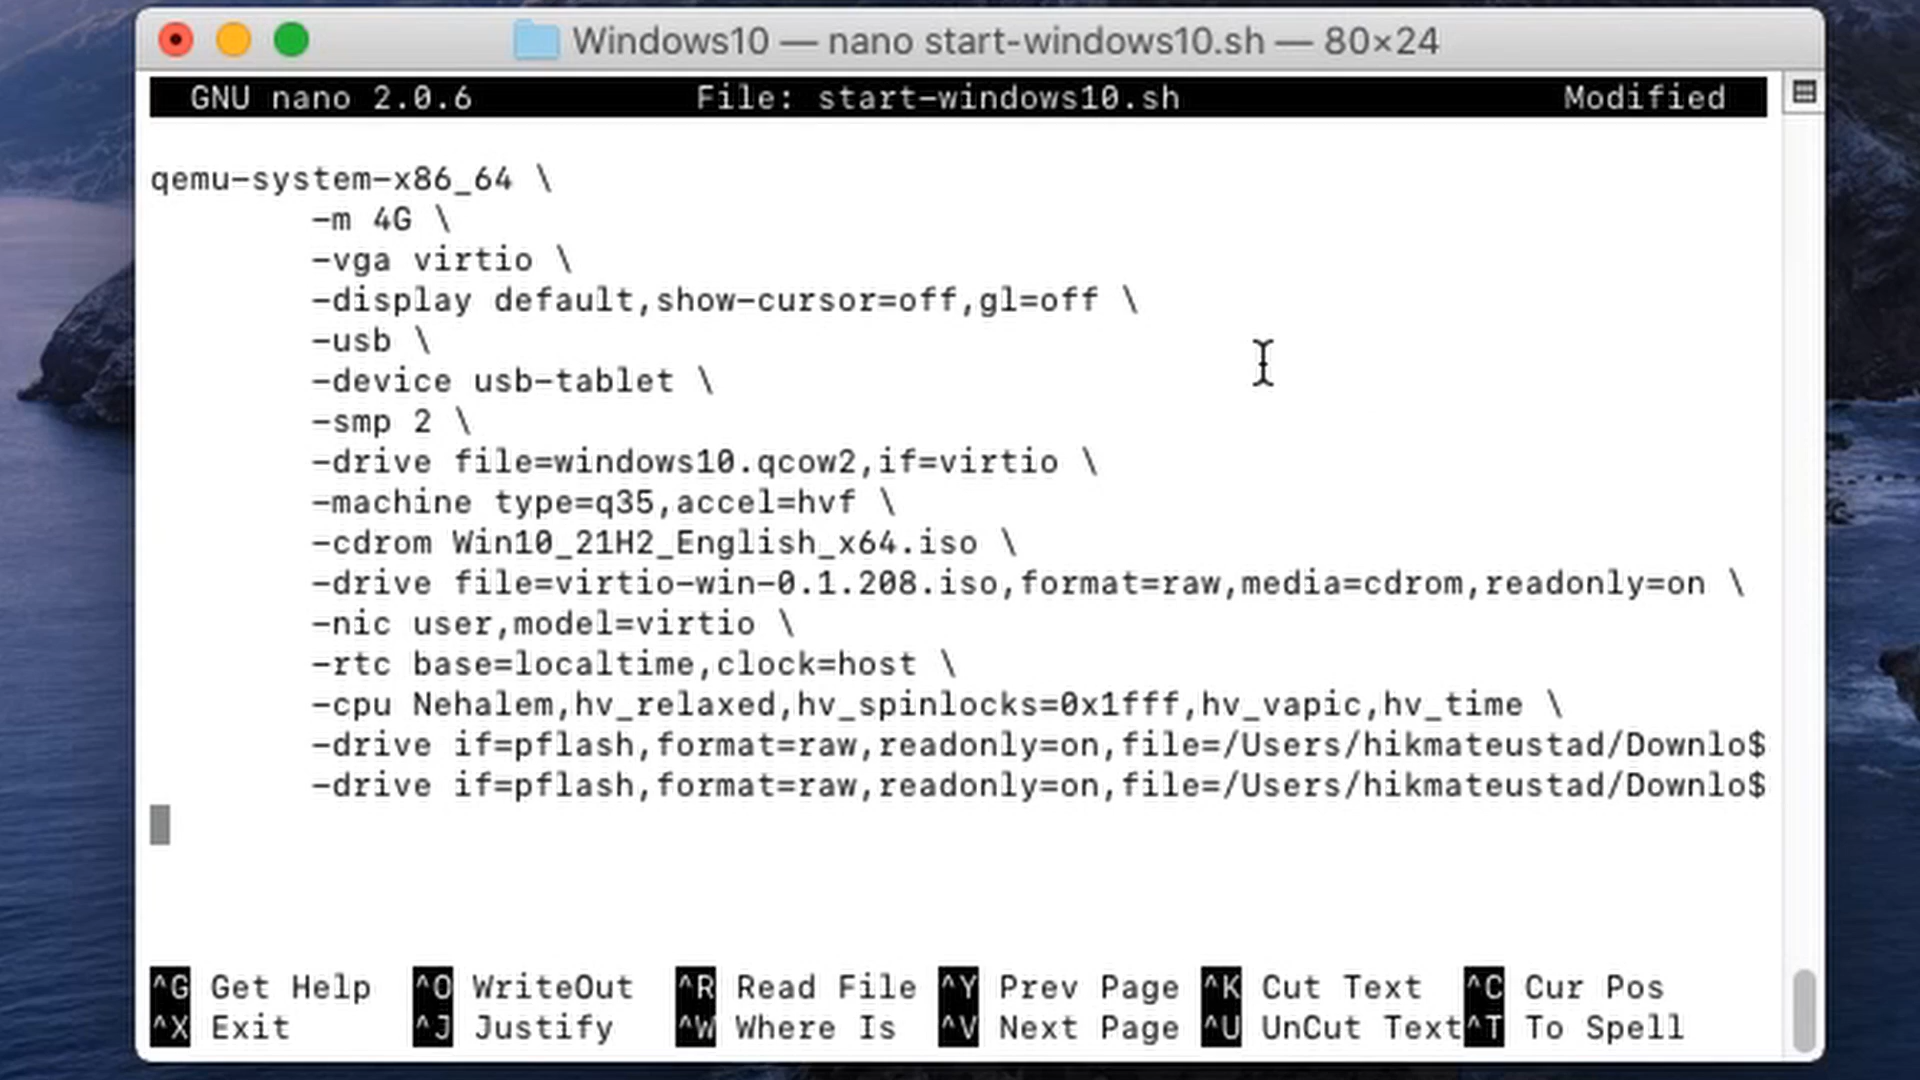 Windows10 — nano start-windows10.sh — 80×24
GNU nano 2.0.6 File: start-windows10.sh Modified
qemu-system-x86_64 \
-m 4G \
-vga virtio \
-display default,show-cursor=off,gl=off \
-usb \
-device usb-tablet \
-smp 2 \
-drive file=windows10.qcow2,if=virtio \
-machine type=q35,accel=hvf \
-cdrom Win10_21H2_English_x64.iso \
-drive file=virtio-win-0.1.208.iso,format=raw,media=cdrom,readonly=on \
-nic user,model=virtio \
-rtc base=localtime,clock=host \
-cpu Nehalem,hv_relaxed,hv_spinlocks=0x1fff,hv_vapic,hv_time \
-drive if=pflash,format=raw,readonly=on,file=/Users/hikmateustad/Downlo$
-drive if=pflash,format=raw,readonly=on,file=/Users/hikmateustad/Downlo$
^G Get Help ^O WriteOut ^R Read File ^Y Prev Page ^K Cut Text ^C Cur Pos
^X Exit ^J Justify ^W Where Is ^V Next Page ^U UnCut Text ^T To Spell